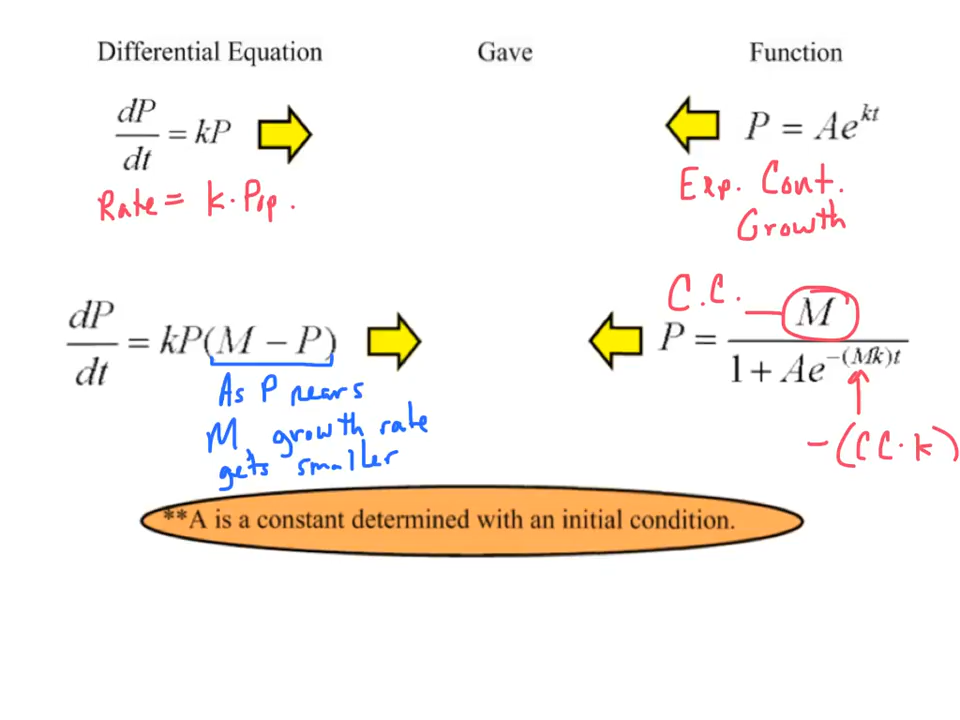 Differential Equation Gave Function
dP/dt = kP P = Ae^{kt}
Rate = k · Pop. Exp. Cont.
Growth
C.C. —
dP/dt = kP(M − P) P = M/(1 + Ae^{−(Mk)t})
As P nears
M, growth rate
gets smaller
−(CC·k)
**A is a constant determined with an initial condition.